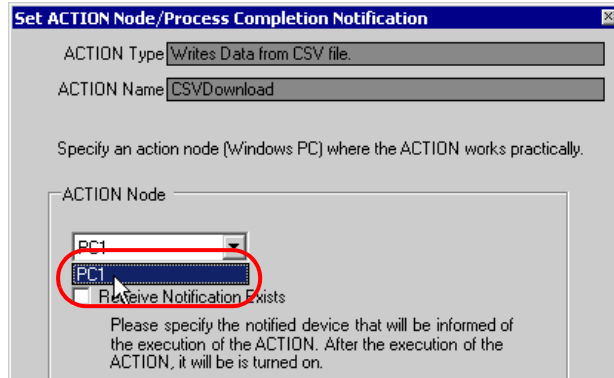 Set ACTION Node/Process Completion Notification
ACTION Type Writes Data from CSV file.
ACTION Name CSVDownload
Specify an action node (Windows PC) where the ACTION works practically.
ACTION Node
PC1
PC1
Receive Notification Exists
Please specify the notified device that will be informed of
the execution of the ACTION. After the execution of the
ACTION, it will be is turned on.